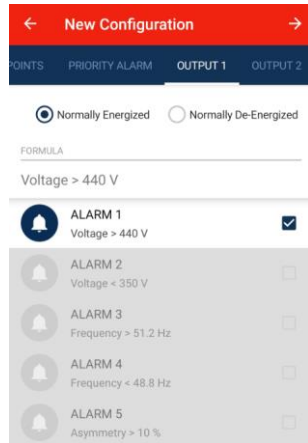 New Configuration
POINTS PRIORITY ALARM OUTPUT 1 OUTPUT 2
Normally Energized Normally De-Energized
FORMULA
Voltage > 440 V
ALARM 1
Voltage > 440 V
ALARM 2
Voltage < 350 V
ALARM 3
Frequency > 51.2 Hz
ALARM 4
Frequency < 48.8 Hz
ALARM 5
Asymmetry > 10 %